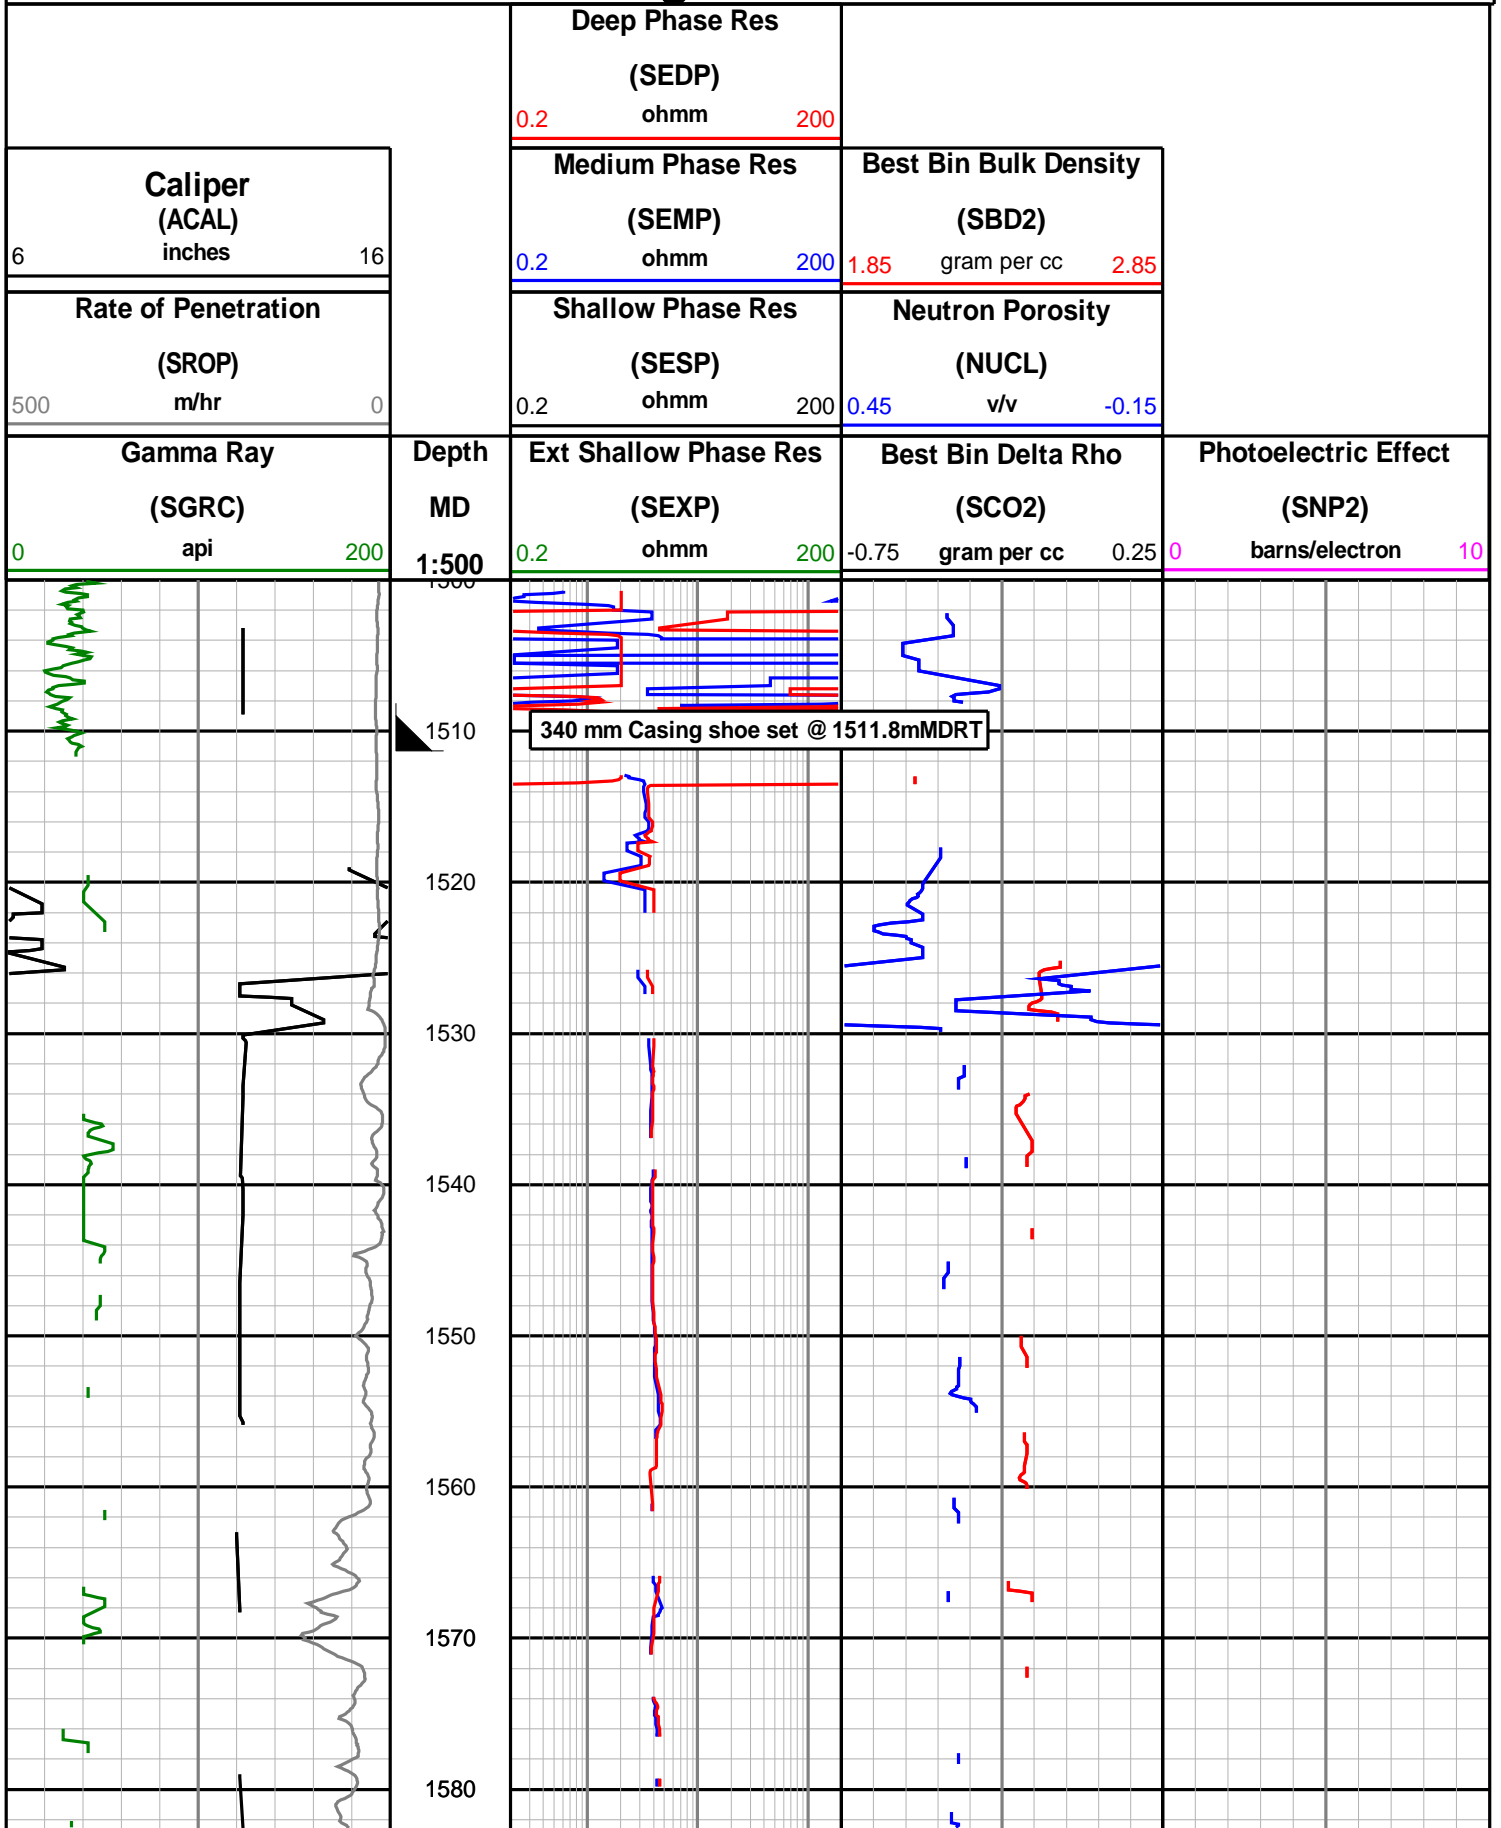 Deep Phase Res
(SEDP)
0.2 ohmm 200
Caliper
(ACAL)
6 inches 16
Medium Phase Res
(SEMP)
0.2 ohmm 200
Best Bin Bulk Density
(SBD2)
1.85 gram per cc 2.85
Rate of Penetration
(SROP)
500 m/hr 0
Shallow Phase Res
(SESP)
0.2 ohmm 200
Neutron Porosity
(NUCL)
0.45 v/v -0.15
Gamma Ray
(SGRC)
0 api 200
Depth
MD
1:500
Ext Shallow Phase Res
(SEXP)
0.2 ohmm 200
Best Bin Delta Rho
(SCO2)
-0.75 gram per cc 0.25
Photoelectric Effect
(SNP2)
0 barns/electron 10
1500
1510
340 mm Casing shoe set @ 1511.8mMDRT
1520
1530
1540
1550
1560
1570
1580